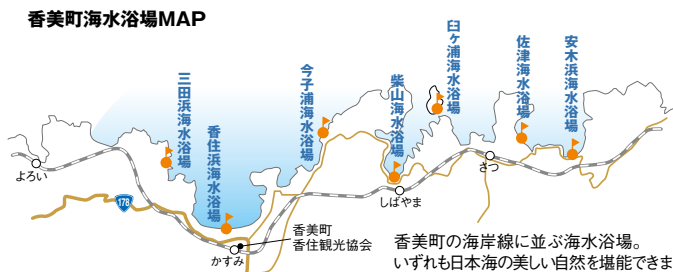 香美町海水浴場MAP
三田浜海水浴場
香住浜海水浴場
今子浦海水浴場
柴山海水浴場
臼ヶ浦海水浴場
佐津海水浴場
安木浜海水浴場
よろい
178
かすみ
香美町
香住観光協会
しばやま
さつ
香美町の海岸線に並ぶ海水浴場。
いずれも日本海の美しい自然を堪能できま